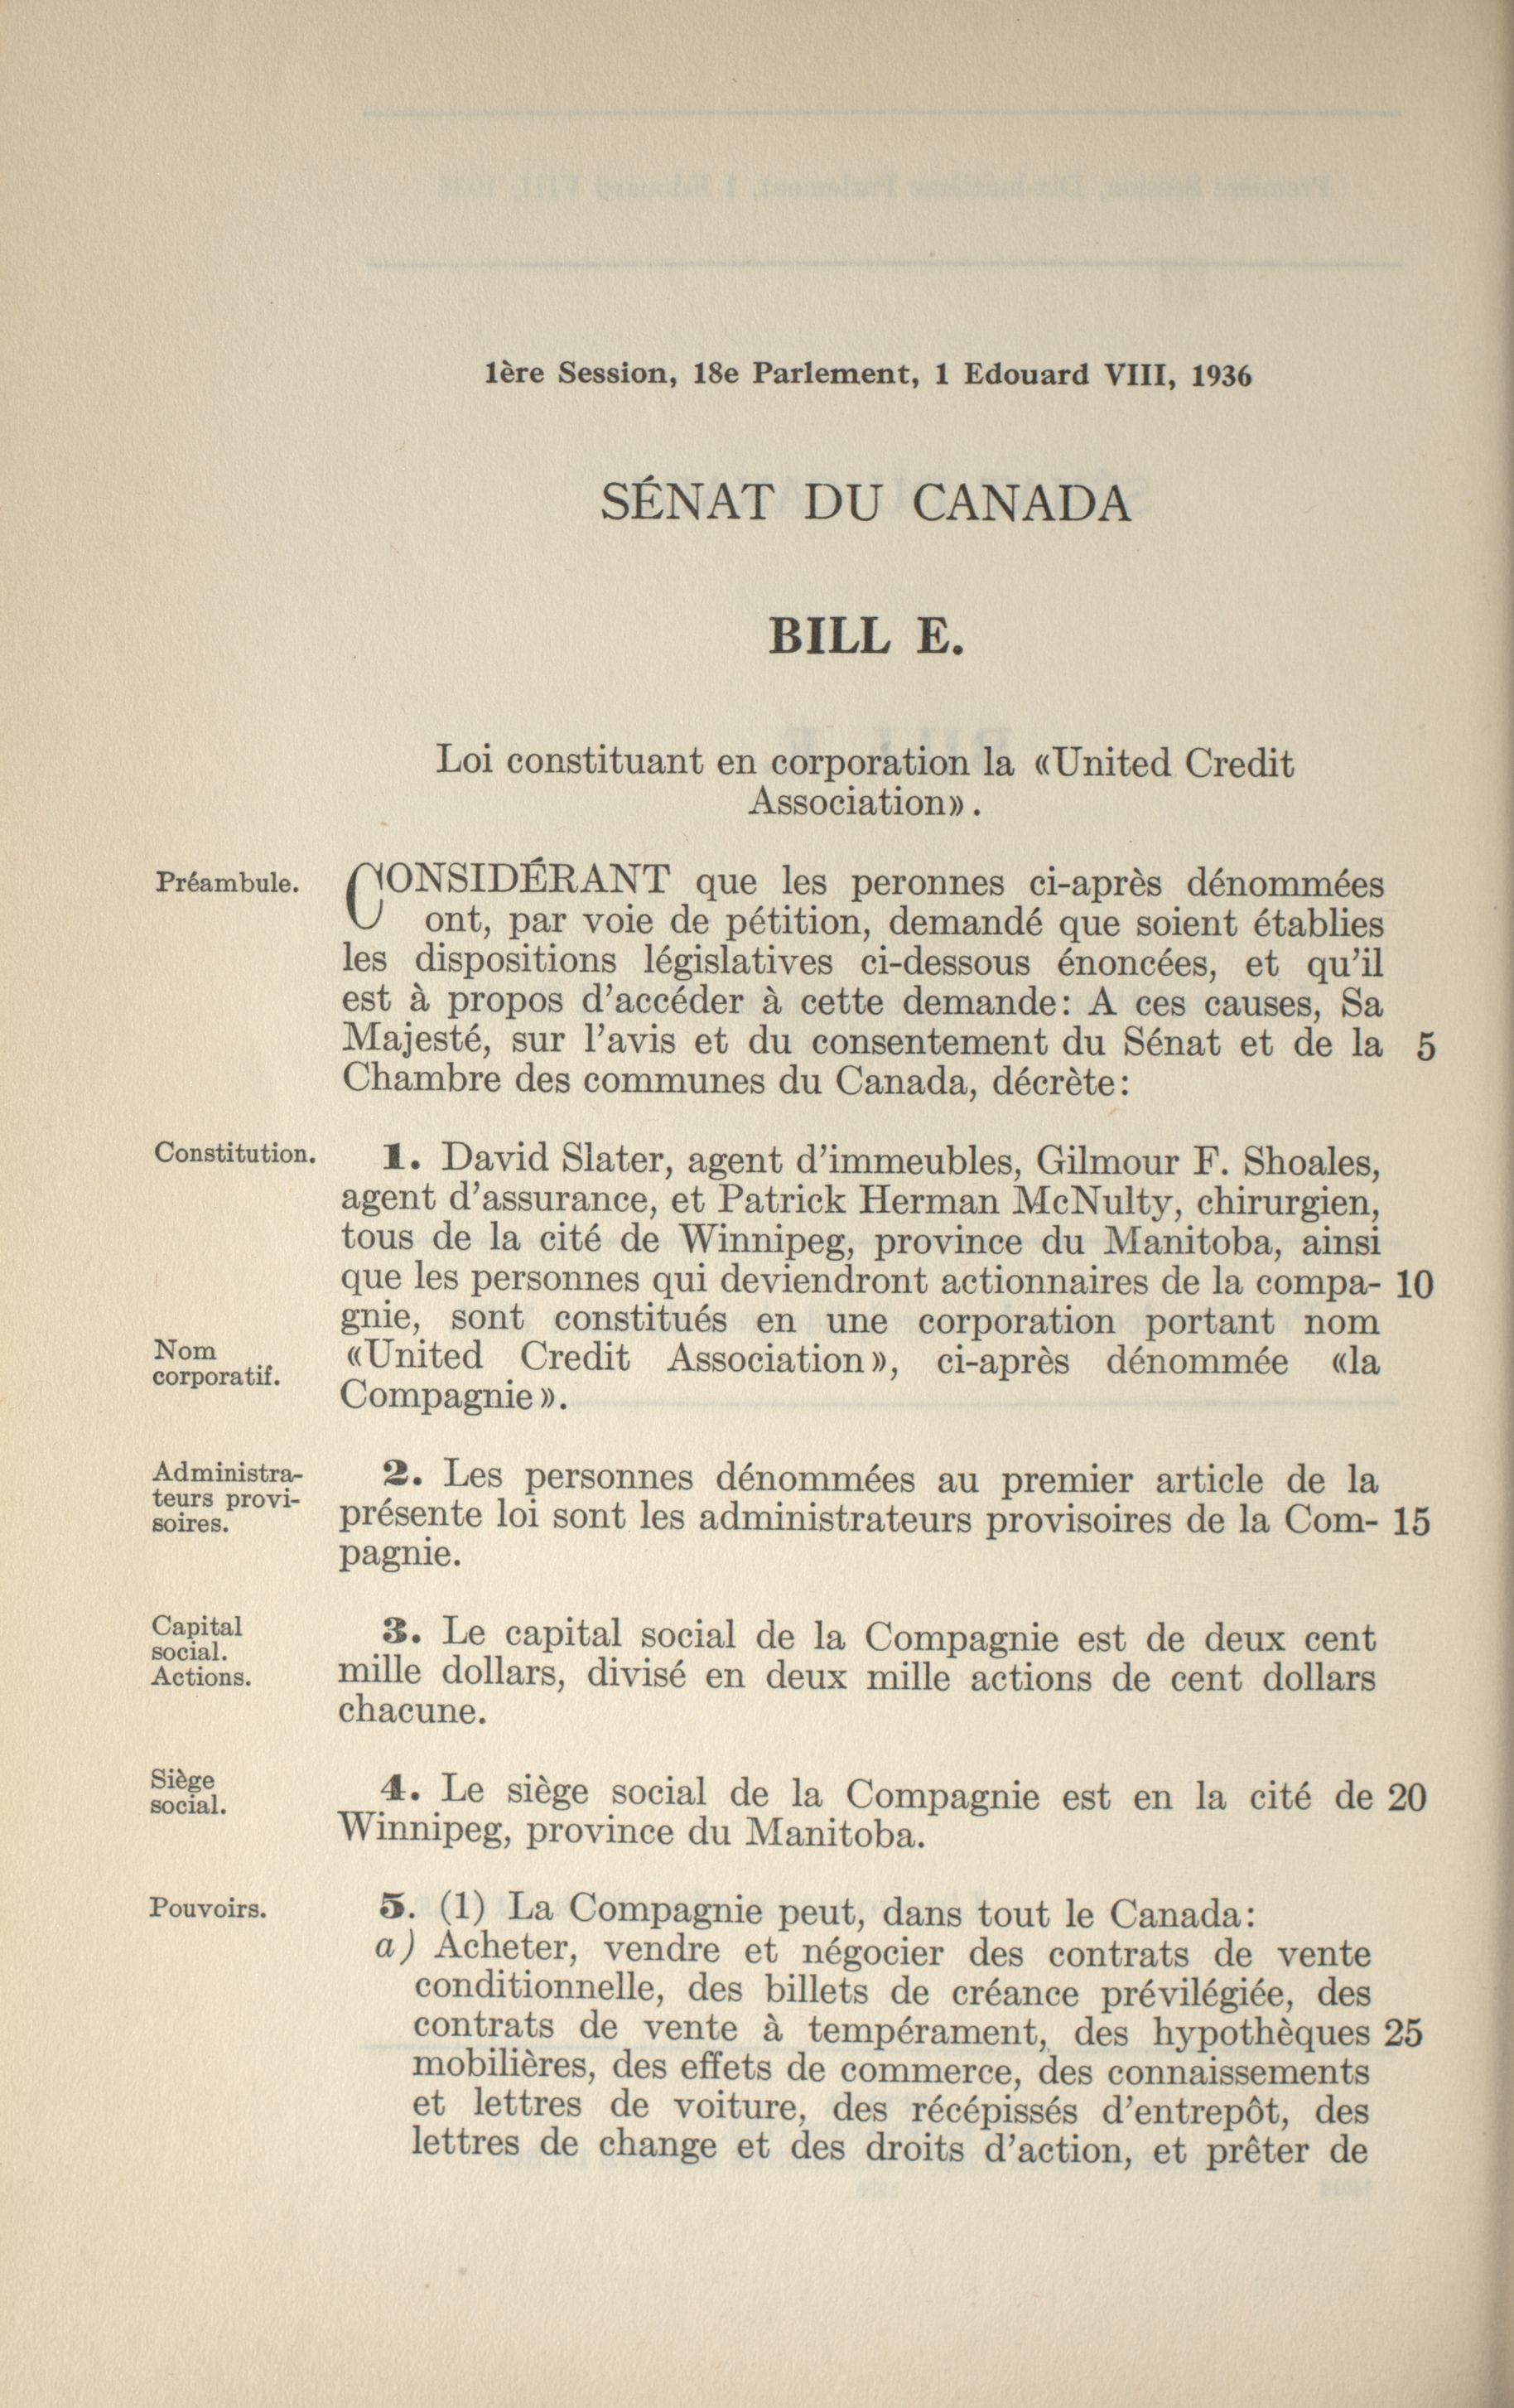 1ère Session, 18e Parlement, 1 Edouard VIII, 1936
SÉNAT DU CANADA
BILL E.
Loi constituant en corporation la «United Credit
Association».
Préambule.
CONSIDÉRANT que les peronnes ci-après dénommées
ont, par voie de pétition, demandé que soient établies
les dispositions législatives ci-dessous énoncées, et qu'il
est à propos d'accéder à cette demande: A ces causes, Sa
Majesté, sur l'avis et du consentement du Sénat et de la 5
Chambre des communes du Canada, décrète:
Constitution.
1. David Slater, agent d'immeubles, Gilmour F. Shoales,
agent d'assurance, et Patrick Herman McNulty, chirurgien,
tous de la cité de Winnipeg, province du Manitoba, ainsi
que les personnes qui deviendront actionnaires de la compa- 10
gnie, sont constitués en une corporation portant nom
Nom
corporatif.
«United Credit Association», ci-après dénommée «la
Compagnie».
Administra-
teurs provi-
soires.
2. Les personnes dénommées au premier article de la
présente loi sont les administrateurs provisoires de la Com- 15
pagnie.
Capital
social.
Actions.
3. Le capital social de la Compagnie est de deux cent
mille dollars, divisé en deux mille actions de cent dollars
chacune.
Siège
social.
4. Le siège social de la Compagnie est en la cité de 20
Winnipeg, province du Manitoba.
Pouvoirs.
5. (1) La Compagnie peut, dans tout le Canada:
a) Acheter, vendre et négocier des contrats de vente
conditionnelle, des billets de créance prévilégiée, des
contrats de vente à tempérament, des hypothèques 25
mobilières, des effets de commerce, des connaissements
et lettres de voiture, des récépissés d'entrepôt, des
lettres de change et des droits d'action, et prêter de